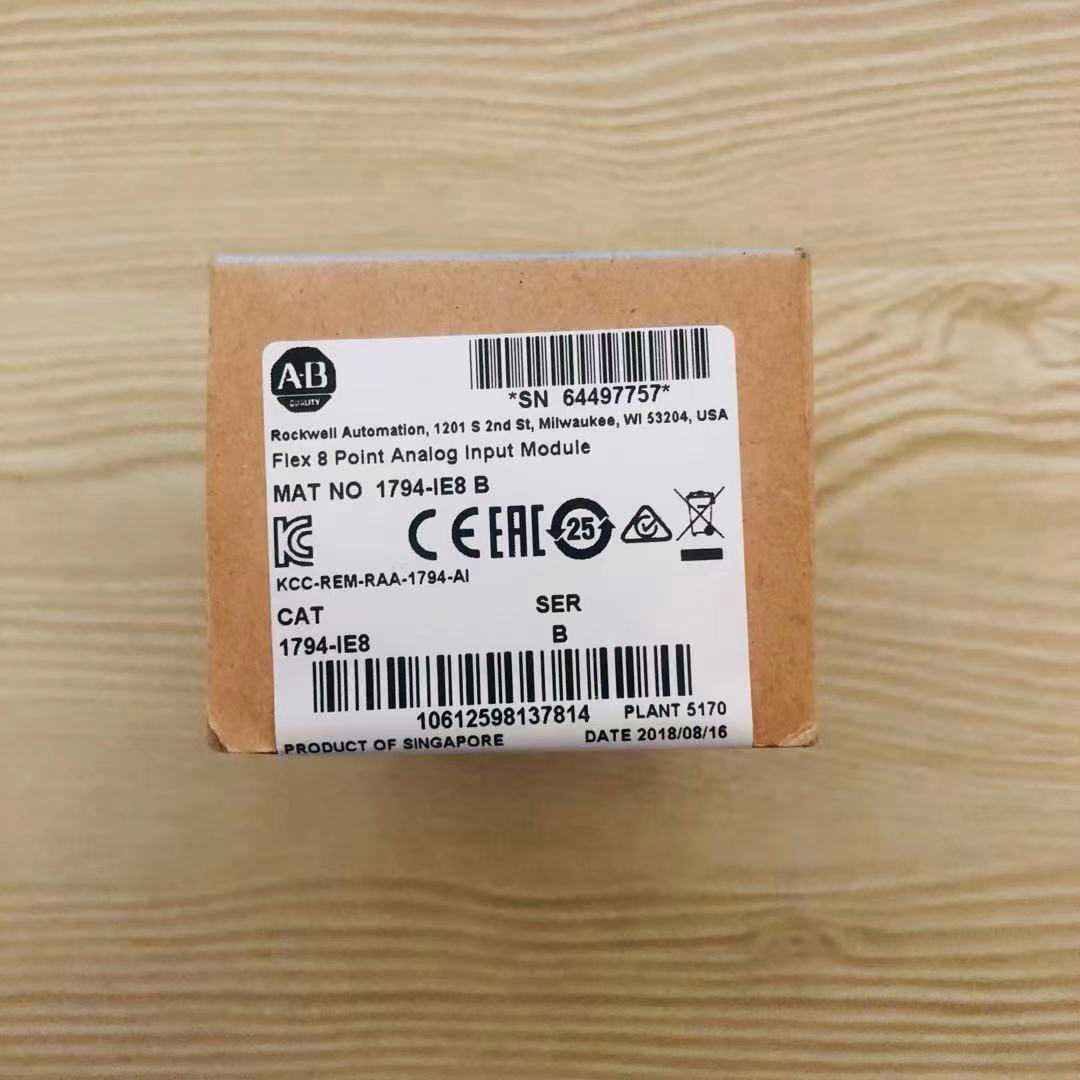 A·B
QUALITY
*SN 64497757*
Rockwell Automation, 1201 S 2nd St, Milwaukee, WI 53204, USA
Flex 8 Point Analog Input Module
MAT NO 1794-IE8 B
KC CE EAC 25
KCC-REM-RAA-1794-AI
CAT SER
1794-IE8 B
10612598137814 PLANT 5170
PRODUCT OF SINGAPORE DATE 2018/08/16